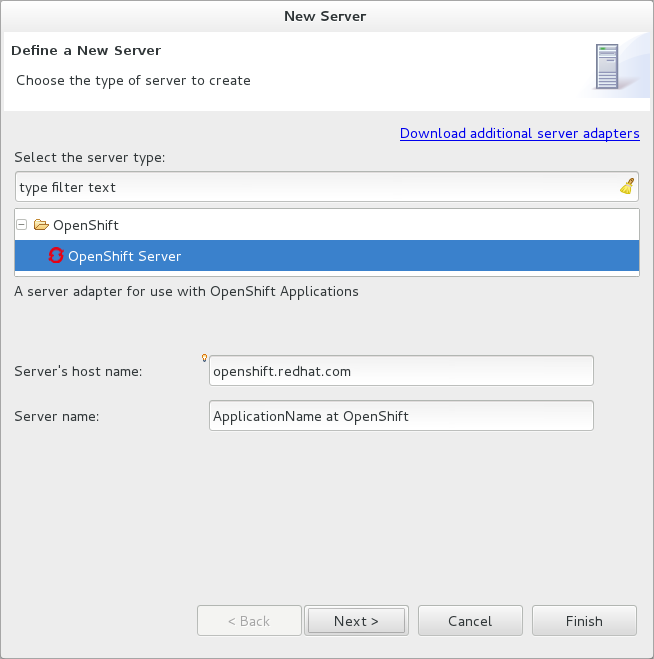 New Server
Define a New Server
Choose the type of server to create
Download additional server adapters
Select the server type:
type filter text
OpenShift
OpenShift Server
A server adapter for use with OpenShift Applications
Server's host name: openshift.redhat.com
Server name: ApplicationName at OpenShift
< Back Next > Cancel Finish